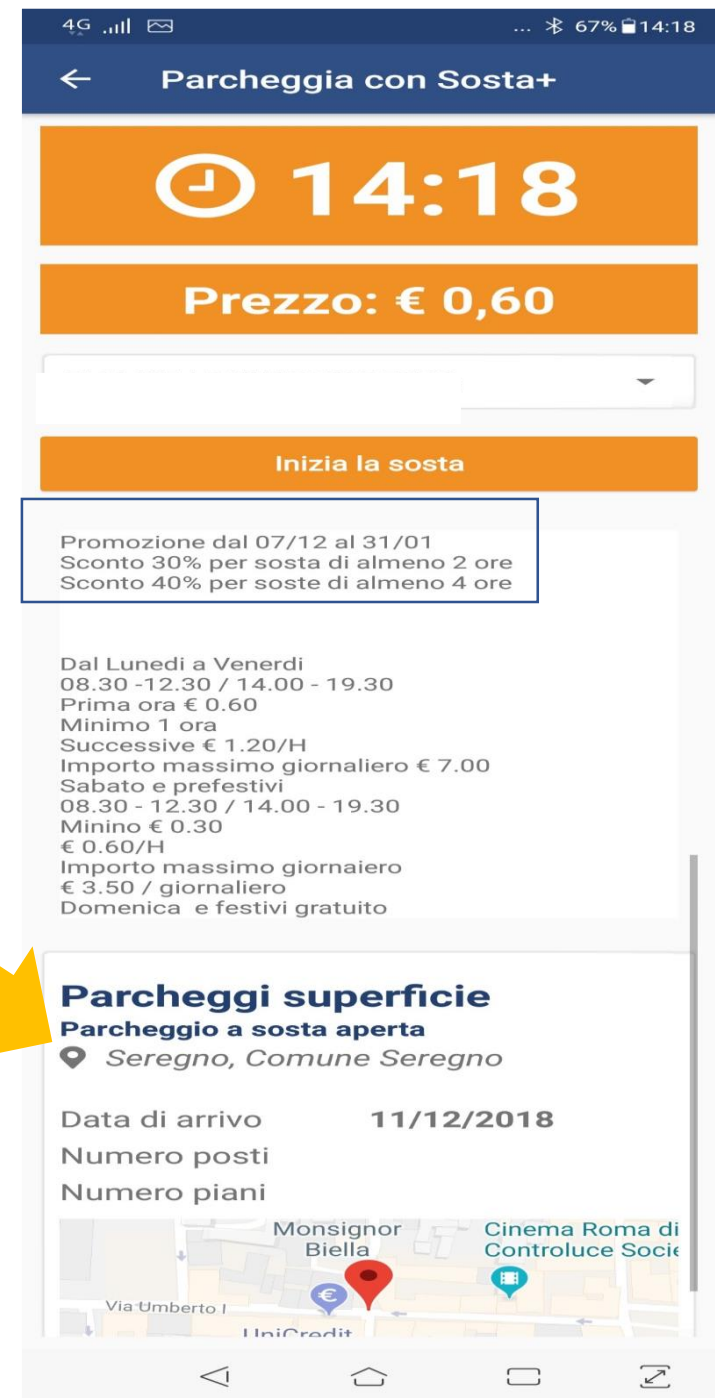 4G ... 67% 14:18
Parcheggia con Sosta+
14:18
Prezzo: € 0,60
Inizia la sosta
Promozione dal 07/12 al 31/01
Sconto 30% per sosta di almeno 2 ore
Sconto 40% per soste di almeno 4 ore
Dal Lunedi a Venerdi
08.30 -12.30 / 14.00 - 19.30
Prima ora € 0.60
Minimo 1 ora
Successive € 1.20/H
Importo massimo giornaliero € 7.00
Sabato e prefestivi
08.30 - 12.30 / 14.00 - 19.30
Minino € 0.30
€ 0.60/H
Importo massimo giornaiero
€ 3.50 / giornaliero
Domenica e festivi gratuito
Parcheggi superficie
Parcheggio a sosta aperta
Seregno, Comune Seregno
Data di arrivo 11/12/2018
Numero posti
Numero piani
Monsignor
Biella
Cinema Roma di
Controluce Socie
Via Umberto I
UniCredit